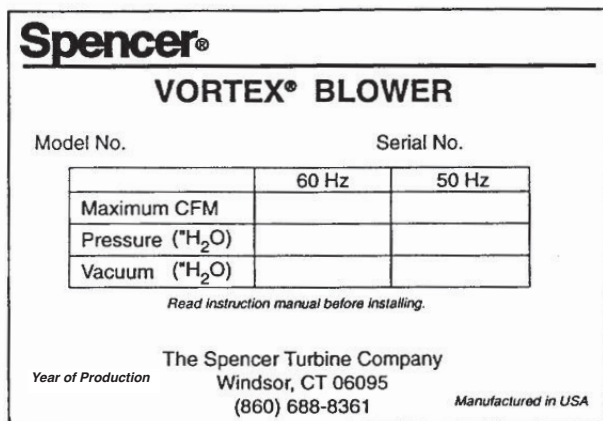 Spencer®
VORTEX® BLOWER
Model No. Serial No.
60 Hz 50 Hz
Maximum CFM
Pressure ("H₂O)
Vacuum ("H₂O)
Read instruction manual before installing.
The Spencer Turbine Company
Year of Production Windsor, CT 06095
(860) 688-8361 Manufactured in USA